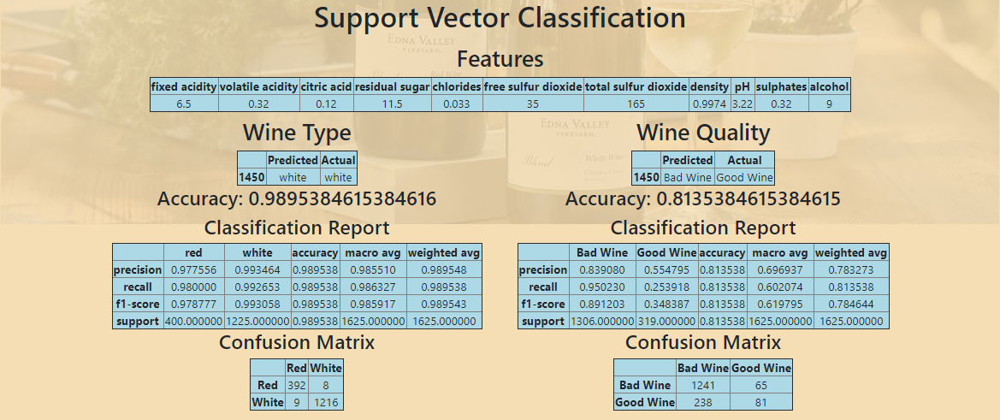 Support Vector Classification
EDNA VALLEY
VINEYARD.
Features
fixed acidity volatile acidity citric acid residual sugar chlorides free sulfur dioxide total sulfur dioxide density pH sulphates alcohol
6.5 0.32 0.12 11.5 0.033 35 165 0.9974 3.22 0.32 9
EDNA VALLEY
VINEYARD.
Wine Type Wine Quality
Predicted Actual Predicted Actual
1450 white white 1450 Bad Wine Good Wine
Blend White Wine
Accuracy: 0.9895384615384616 Accuracy: 0.8135384615384615
Classification Report Classification Report
red white accuracy macro avg weighted avg Bad Wine Good Wine accuracy macro avg weighted avg
precision 0.977556 0.993464 0.989538 0.985510 0.989548 precision 0.839080 0.554795 0.813538 0.696937 0.783273
recall 0.980000 0.992653 0.989538 0.986327 0.989538 recall 0.950230 0.253918 0.813538 0.602074 0.813538
f1-score 0.978777 0.993058 0.989538 0.985917 0.989543 f1-score 0.891203 0.348387 0.813538 0.619795 0.784644
support 400.000000 1225.000000 0.989538 1625.000000 1625.000000 support 1306.000000 319.000000 0.813538 1625.000000 1625.000000
Confusion Matrix Confusion Matrix
Red White Bad Wine Good Wine
Red 392 8 Bad Wine 1241 65
White 9 1216 Good Wine 238 81